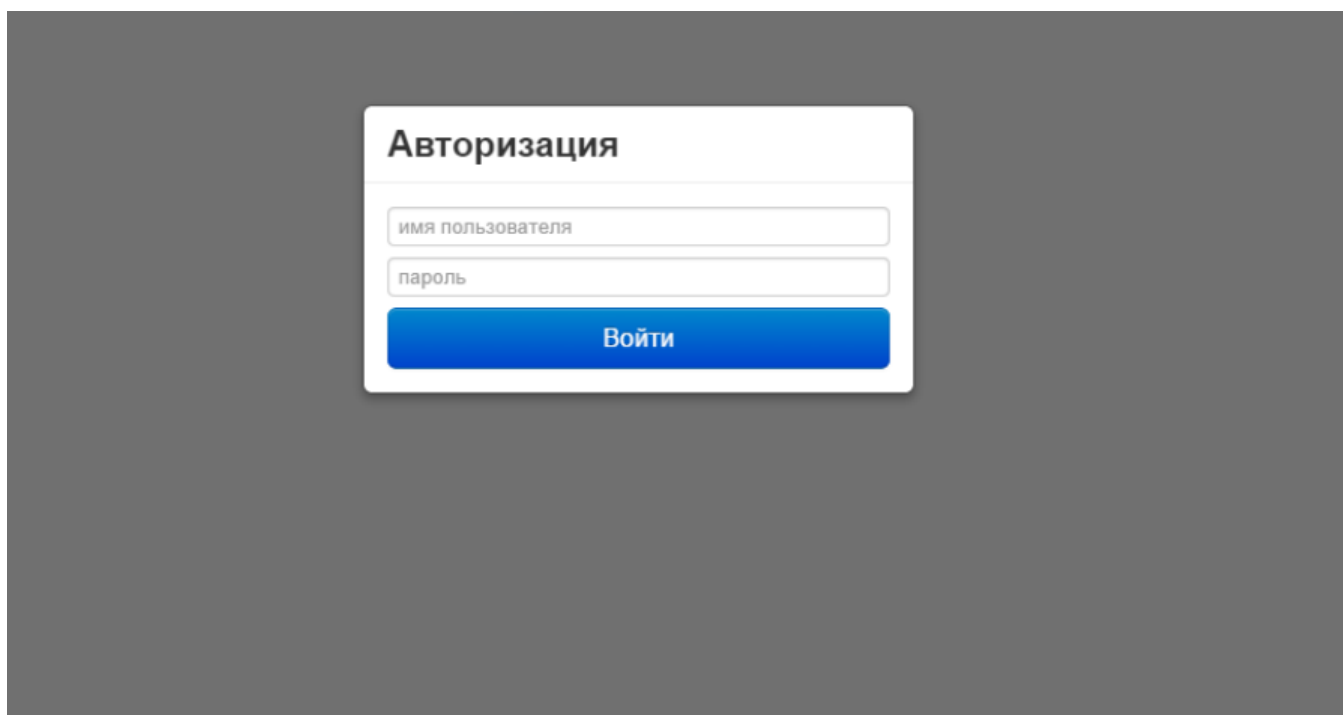 Авторизация
имя пользователя
пароль
Войти